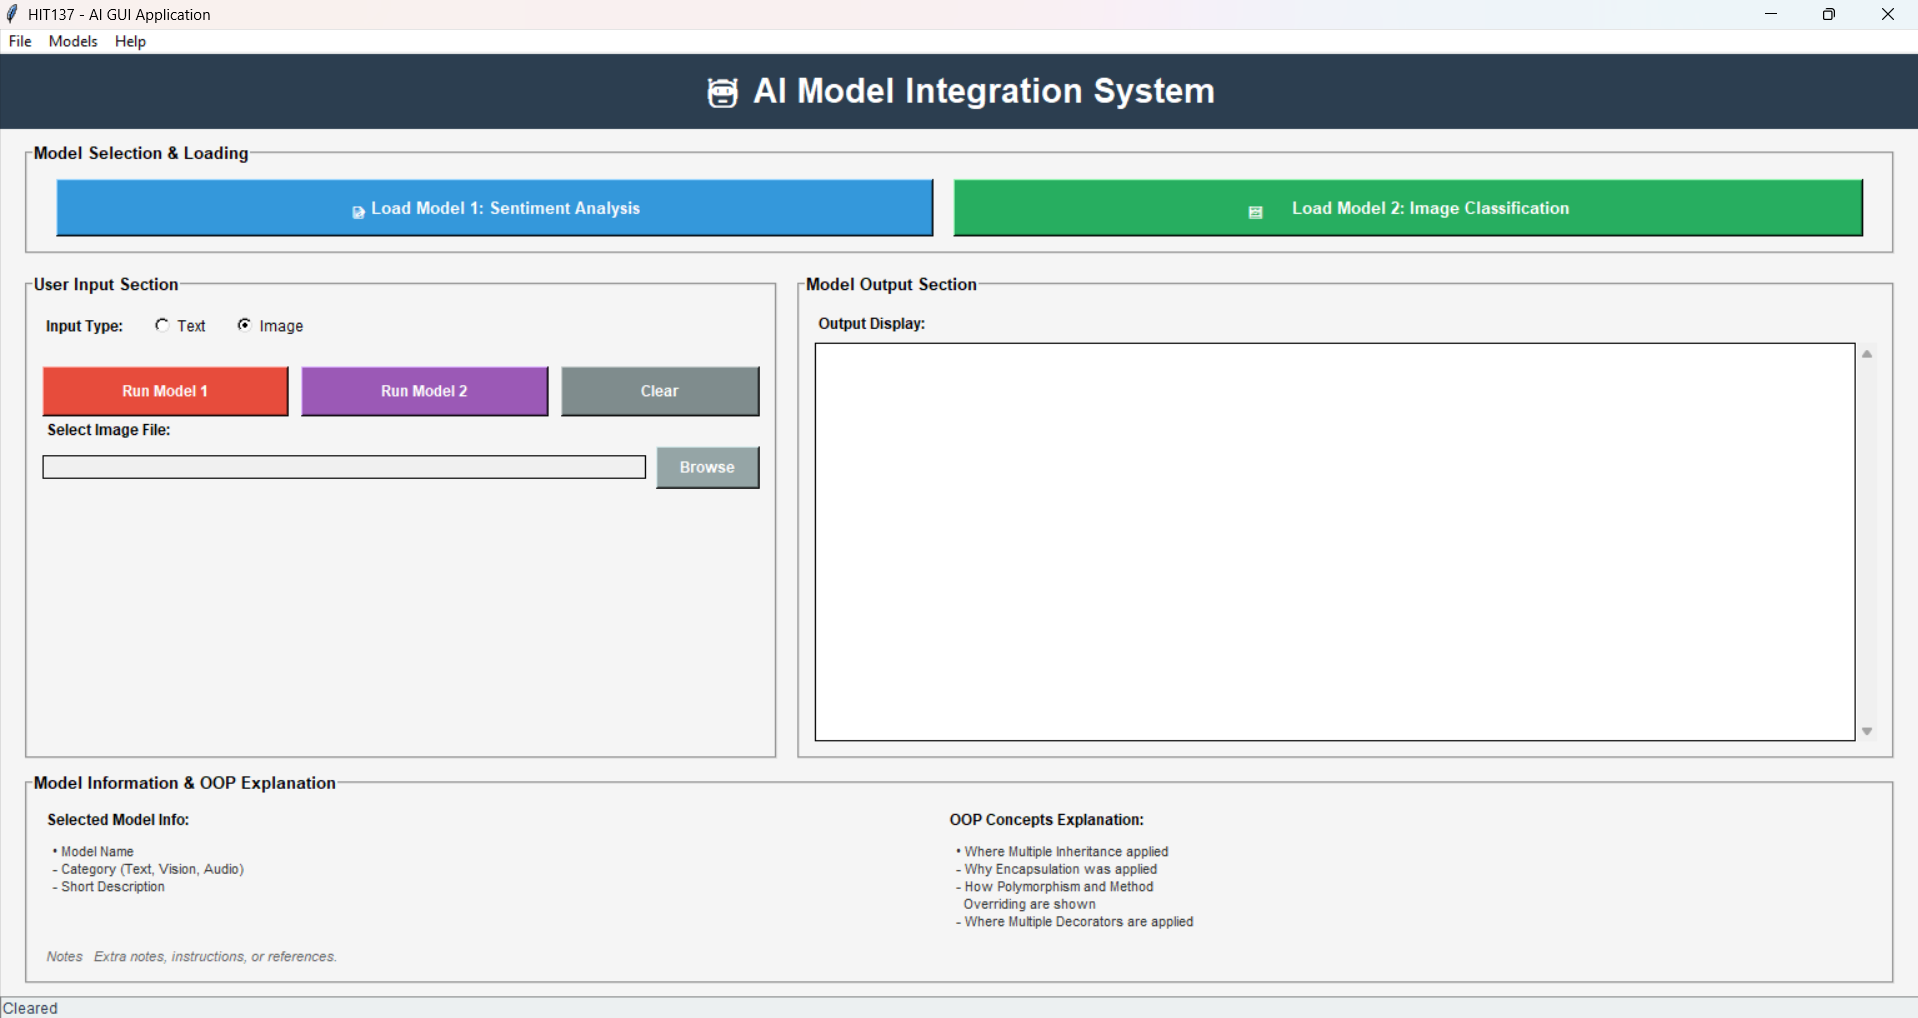 HIT137 - AI GUI Application
File Models Help
AI Model Integration System
Model Selection & Loading
Load Model 1: Sentiment Analysis
Load Model 2: Image Classification
User Input Section
Input Type: Text Image
Run Model 1
Run Model 2
Clear
Select Image File:
Browse
Model Output Section
Output Display:
Model Information & OOP Explanation
Selected Model Info:
• Model Name
- Category (Text, Vision, Audio)
- Short Description
OOP Concepts Explanation:
• Where Multiple Inheritance applied
- Why Encapsulation was applied
- How Polymorphism and Method
Overriding are shown
- Where Multiple Decorators are applied
Notes Extra notes, instructions, or references.
Cleared